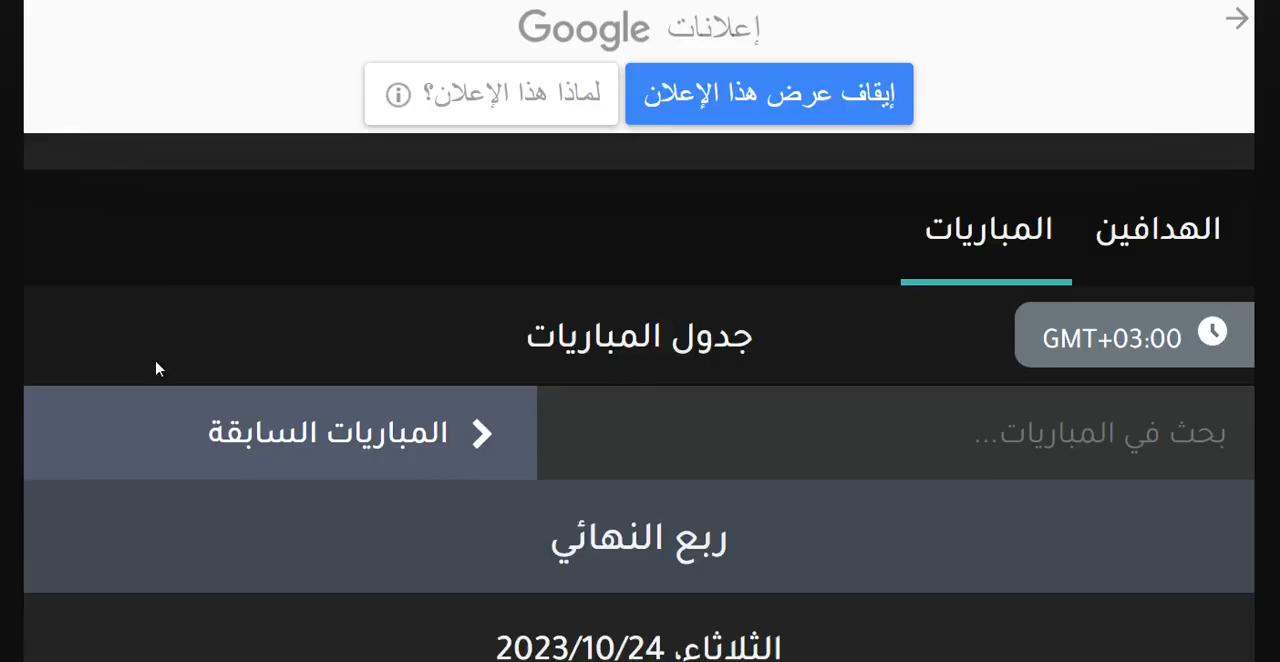 إعلانات Google
إيقاف عرض هذا الإعلان
لماذا هذا الإعلان؟
الهدافين
المباريات
GMT+03:00
جدول المباريات
بحث في المباريات...
المباريات السابقة
ربع النهائي
الثلاثاء، 2023/10/24